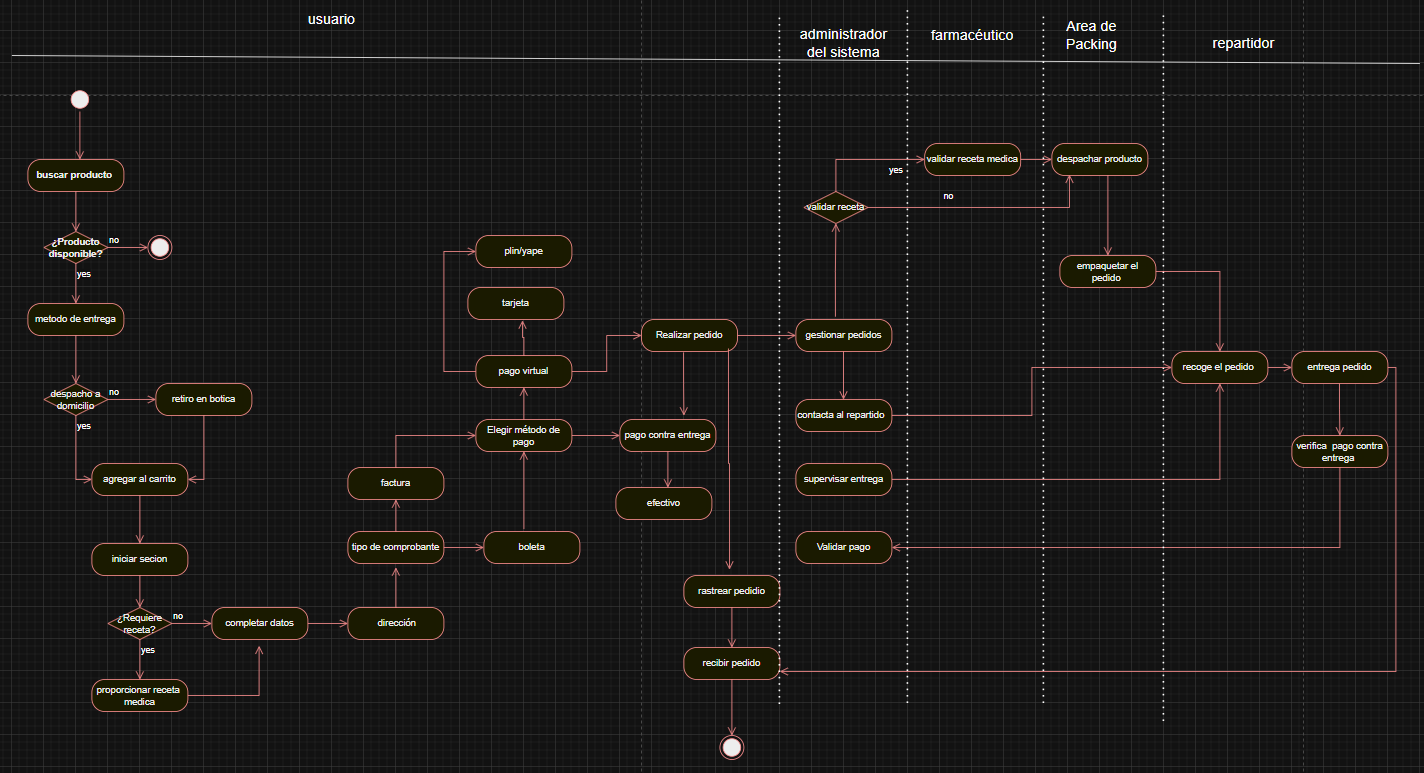 usuario
administrador
del sistema
farmacéutico
Area de
Packing
repartidor
buscar producto
¿Producto
disponible?
no
yes
metodo de entrega
despacho a
domicilio
no
yes
retiro en botica
agregar al carrito
iniciar secion
¿Requiere
receta?
no
yes
proporcionar receta
medica
completar datos
dirección
tipo de comprobante
factura
boleta
Elegir método de
pago
pago virtual
tarjeta
plin/yape
Realizar pedido
pago contra entrega
efectivo
rastrear pedidio
recibir pedido
validar receta
yes
no
gestionar pedidos
contacta al repartido
supervisar entrega
Validar pago
validar receta medica
despachar producto
empaquetar el
pedido
recoge el pedido
entrega pedido
verifica pago contra
entrega